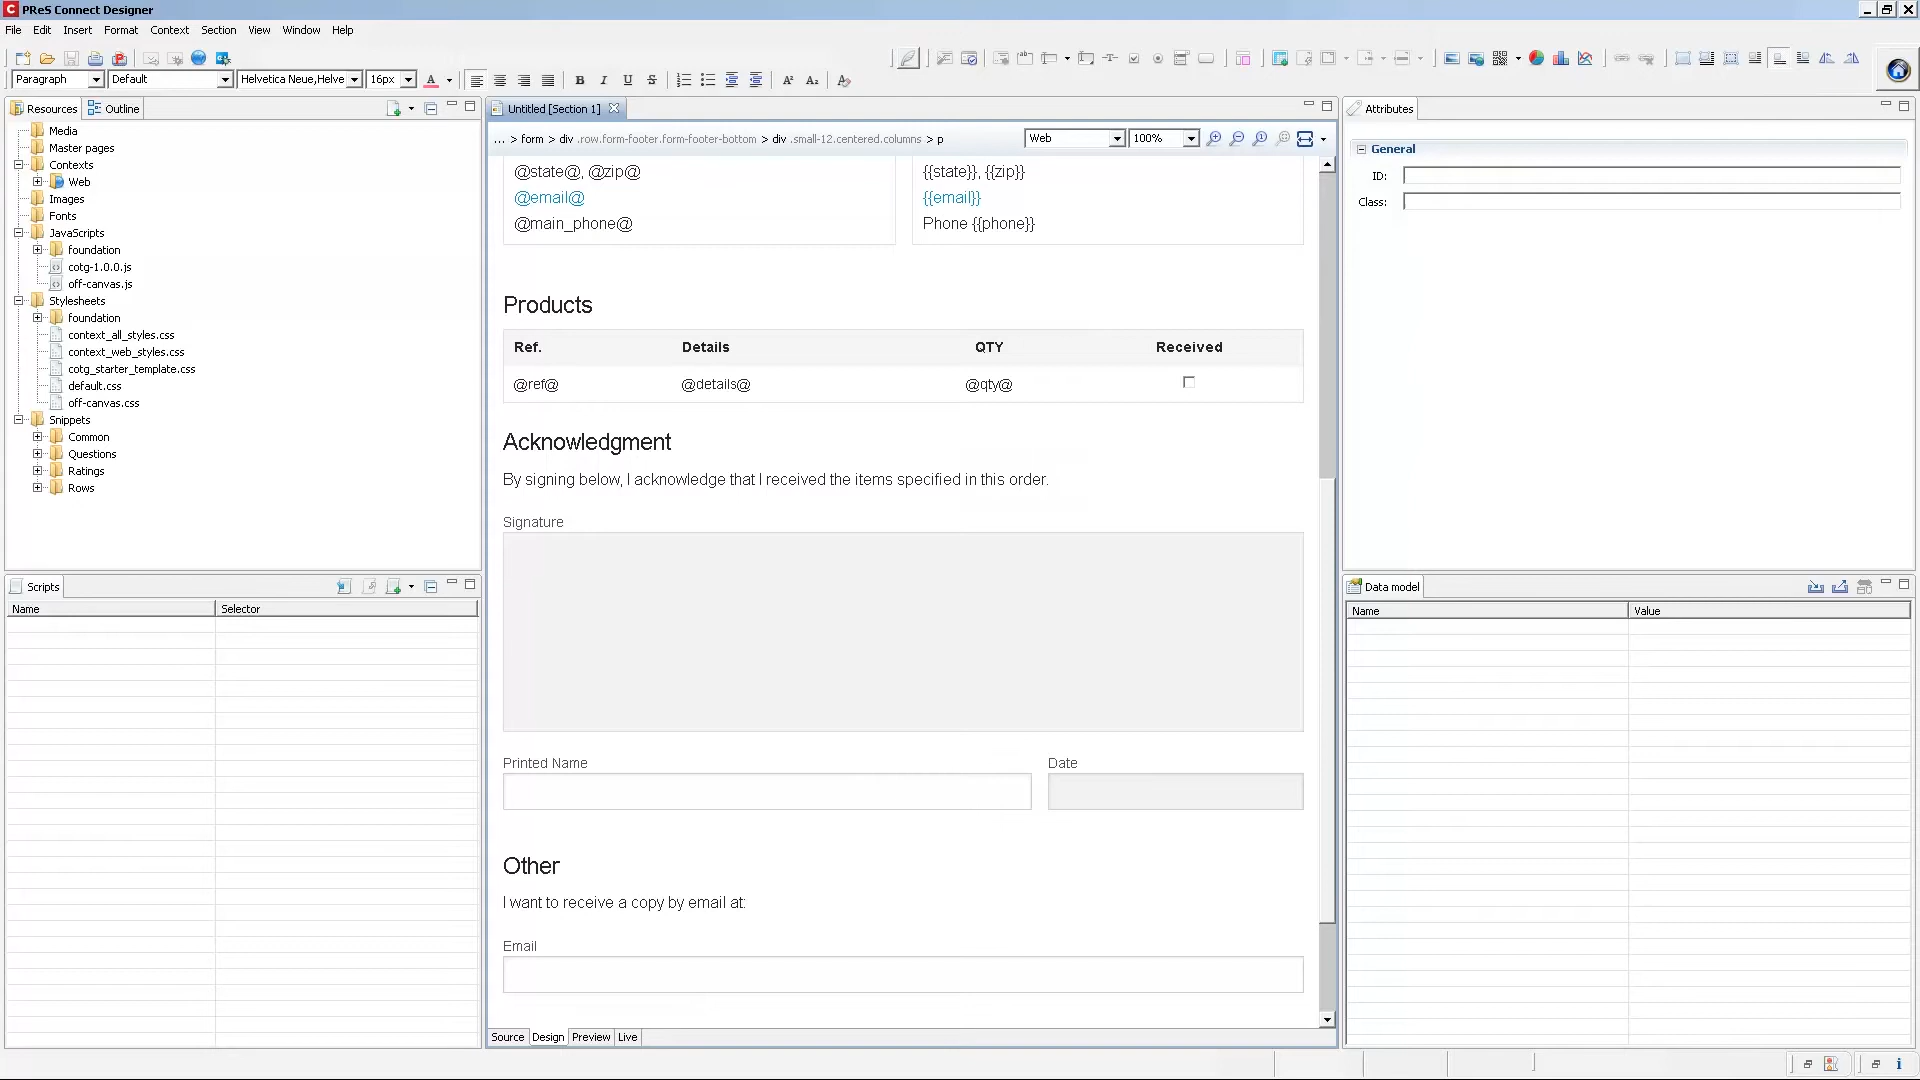 PReS Connect Designer
File Edit Insert Format Context Section View Window Help
Paragraph Default Helvetica Neue,Helve 16px
Resources Outline
Media
Master pages
Contexts
Web
Images
Fonts
JavaScripts
foundation
cotg-1.0.0.js
off-canvas.js
Stylesheets
foundation
context_all_styles.css
context_web_styles.css
cotg_starter_template.css
default.css
off-canvas.css
Snippets
Common
Questions
Ratings
Rows
Scripts
Name Selector
Untitled [Section 1]
... > form > div .row.form-footer.form-footer-bottom > div .small-12.centered.columns > p
Web 100%
@state@, @zip@
@email@
@main_phone@
{{state}}, {{zip}}
{{email}}
Phone {{phone}}
Products
Ref. Details QTY Received
@ref@ @details@ @qty@
Acknowledgment
By signing below, I acknowledge that I received the items specified in this order.
Signature
Printed Name Date
Other
I want to receive a copy by email at:
Email
Source Design Preview Live
Attributes
General
ID:
Class:
Data model
Name Value